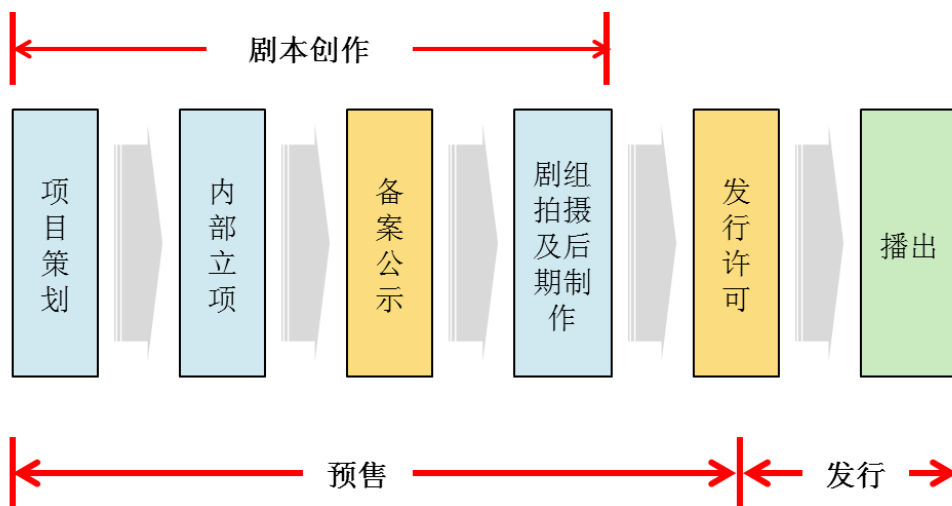 剧本创作
项目策划
内部立项
备案公示
剧组
拍摄
及后
期制
作
发行许可
播出
预售
发行